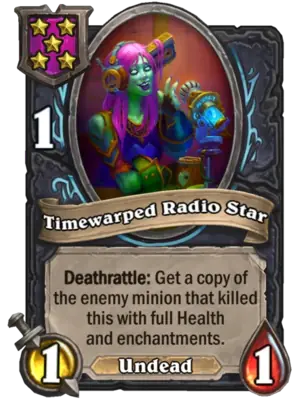 1
Timewarped Radio Star
Deathrattle: Get a copy of
the enemy minion that killed
this with full Health
and enchantments.
1
Undead
1